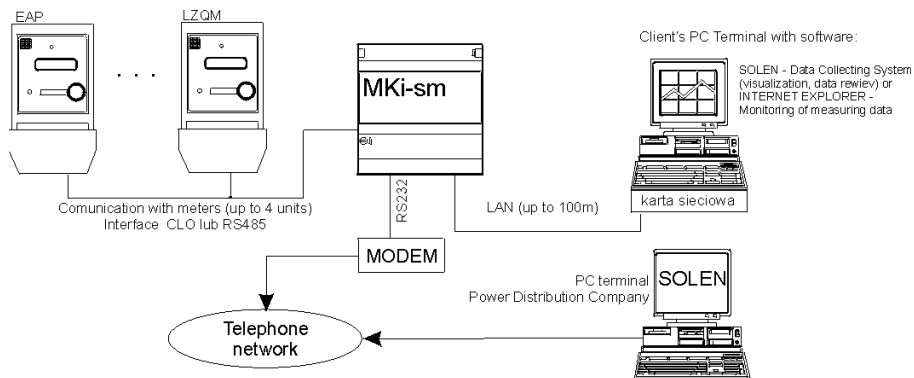 EAP
LZQM
. . .
MKi-sm
Client's PC Terminal with software:
SOLEN - Data Collecting System
(visualization, data rewiev) or
INTERNET EXPLORER -
Monitoring of measuring data
Comunication with meters (up to 4 units)
Interface CLO lub RS485
RS232
LAN (up to 100m)
karta sieciowa
MODEM
PC terminal
Power Distribution Company
SOLEN
Telephone
network